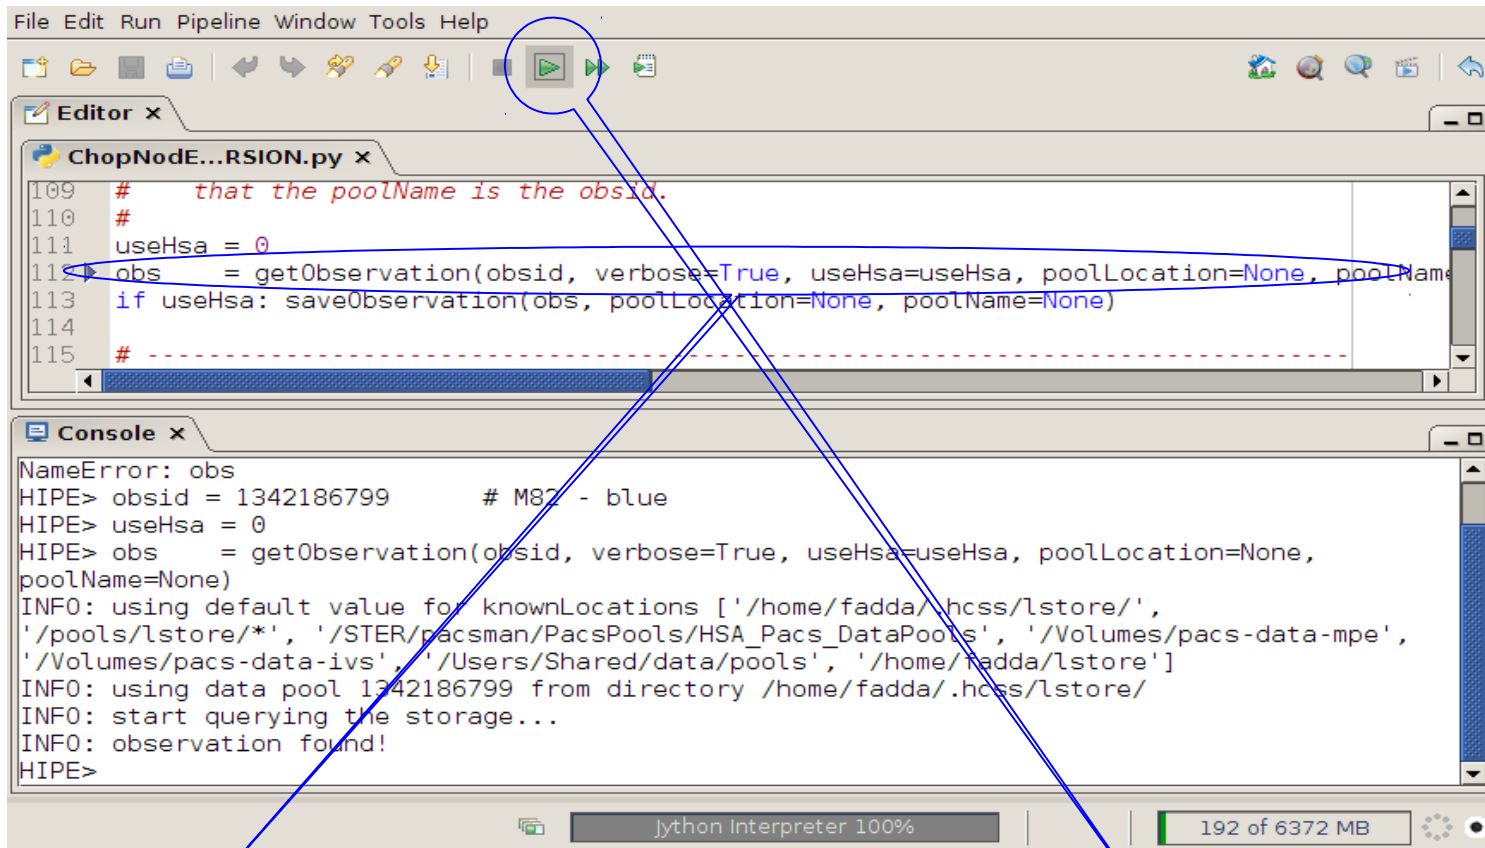 File Edit Run Pipeline Window Tools Help
Editor
ChopNodE...RSION.py
109 # that the poolName is the obsid.
110 #
111 useHsa = 0
112 obs = getObservation(obsid, verbose=True, useHsa=useHsa, poolLocation=None, poolName
113 if useHsa: saveObservation(obs, poolLocation=None, poolName=None)
114
115 # ------------------------------------------------------------------------------
Console
NameError: obs
HIPE> obsid = 1342186799 # M82 - blue
HIPE> useHsa = 0
HIPE> obs = getObservation(obsid, verbose=True, useHsa=useHsa, poolLocation=None,
poolName=None)
INFO: using default value for knownLocations ['/home/fadda/.hcss/lstore/',
'/pools/lstore/*', '/STER/pacsman/PacsPools/HSA_Pacs_DataPools', '/Volumes/pacs-data-mpe',
'/Volumes/pacs-data-ivs', '/Users/Shared/data/pools', '/home/fadda/lstore']
INFO: using data pool 1342186799 from directory /home/fadda/.hcss/lstore/
INFO: start querying the storage...
INFO: observation found!
HIPE>
Jython Interpreter 100%
192 of 6372 MB